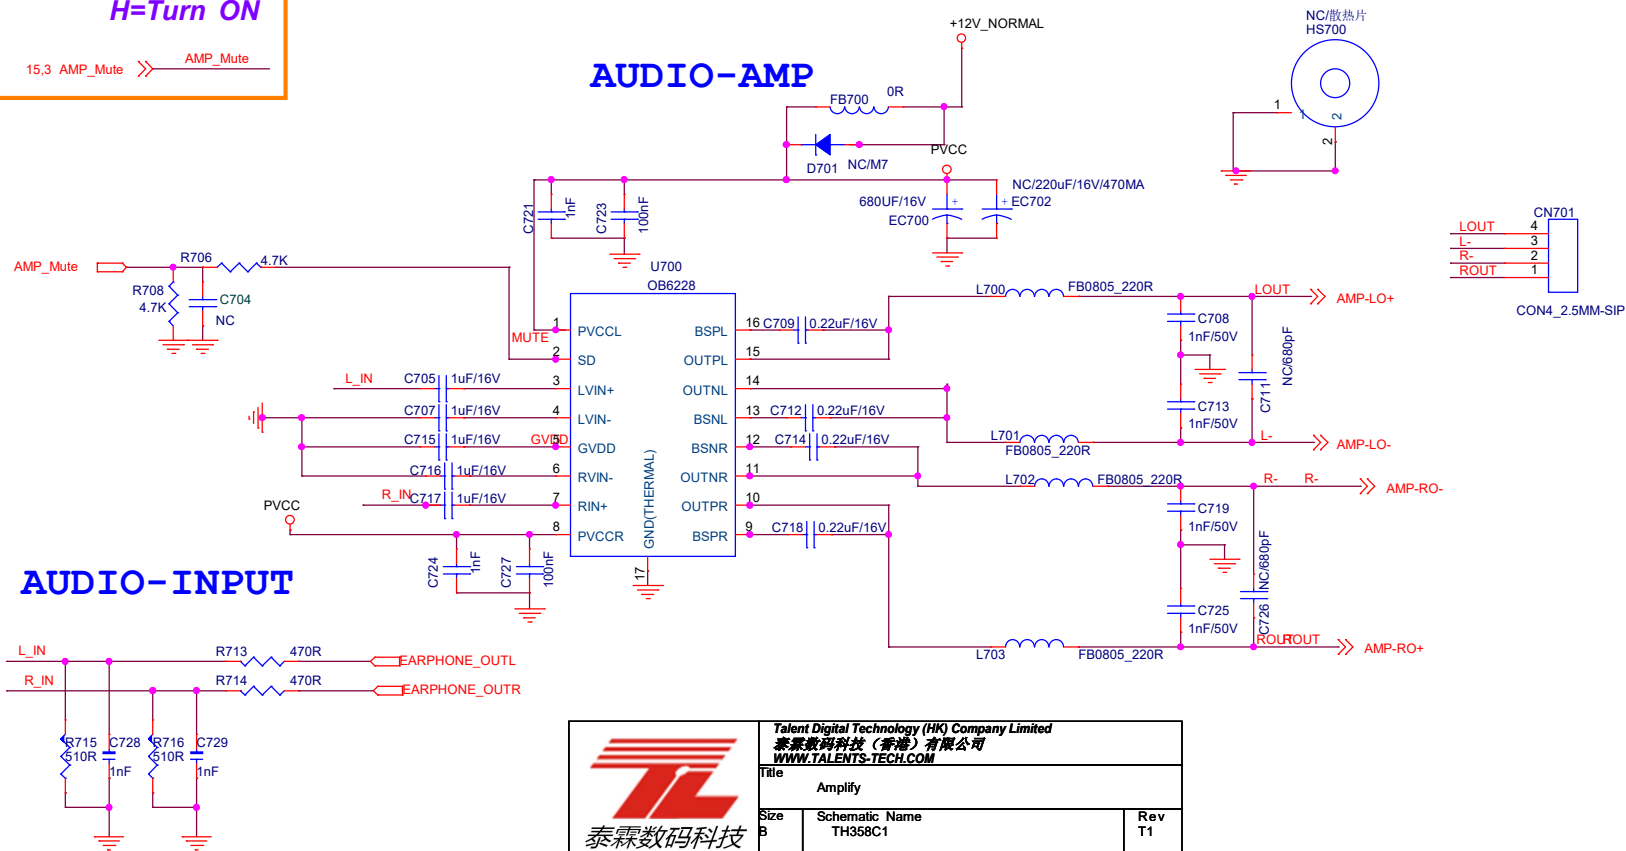 H=Turn ON
15,3 AMP_Mute
AMP_Mute
AUDIO-AMP
+12V_NORMAL
FB700
0R
D701
NC/M7
PVCC
NC/散热片
HS700
1
1
2
2
C721
1nF
C723
100nF
680UF/16V
EC700
+
NC/220uF/16V/470MA
+
EC702
CN701
LOUT
4
L-
3
R-
2
ROUT
1
CON4_2.5MM-SIP
AMP_Mute
R706
4.7K
R708
4.7K
C704
NC
U700
OB6228
MUTE
1
PVCCL
2
SD
L_IN
C705
1uF/16V
3
LVIN+
C707
1uF/16V
4
LVIN-
C715
1uF/16V
GVDD
5
GVDD
C716
1uF/16V
6
RVIN-
R_IN
C717
1uF/16V
7
RIN+
PVCC
8
PVCCR
C724
1nF
C727
100nF
GND(THERMAL)
17
BSPL
16
C709
0.22uF/16V
OUTPL
15
OUTNL
14
BSNL
13
C712
0.22uF/16V
BSNR
12
C714
0.22uF/16V
OUTNR
11
OUTPR
10
BSPR
9
C718
0.22uF/16V
L700
FB0805_220R
LOUT
AMP-LO+
C708
1nF/50V
C711
NC/680pF
C713
1nF/50V
L701
FB0805_220R
L-
AMP-LO-
L702
FB0805_220R
R-
R-
AMP-RO-
C719
1nF/50V
C726
NC/680pF
C725
1nF/50V
L703
FB0805_220R
ROUT
ROUT
AMP-RO+
AUDIO-INPUT
L_IN
R713
470R
EARPHONE_OUTL
R_IN
R714
470R
EARPHONE_OUTR
R715
510R
C728
1nF
R716
510R
C729
1nF
泰霖数码科技
Talent Digital Technology (HK) Company Limited
泰霖数码科技（香港）有限公司
WWW.TALENTS-TECH.COM
Title
Amplify
Size
B
Schematic Name
TH358C1
Rev
T1